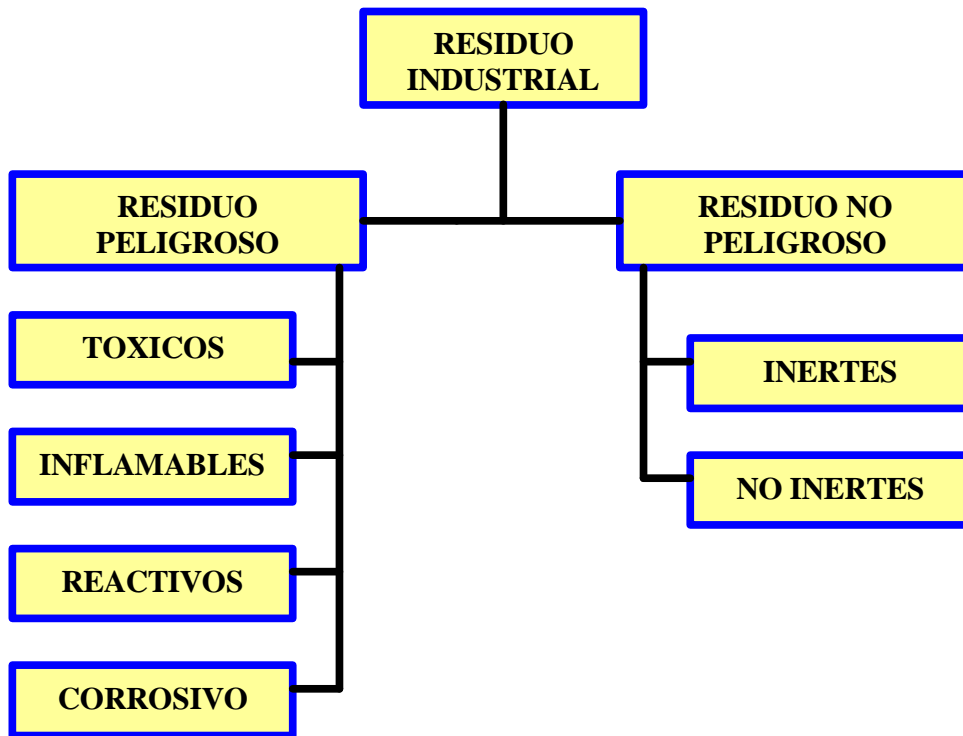 RESIDUO
INDUSTRIAL
RESIDUO
PELIGROSO
RESIDUO NO
PELIGROSO
TOXICOS
INFLAMABLES
REACTIVOS
CORROSIVO
INERTES
NO INERTES